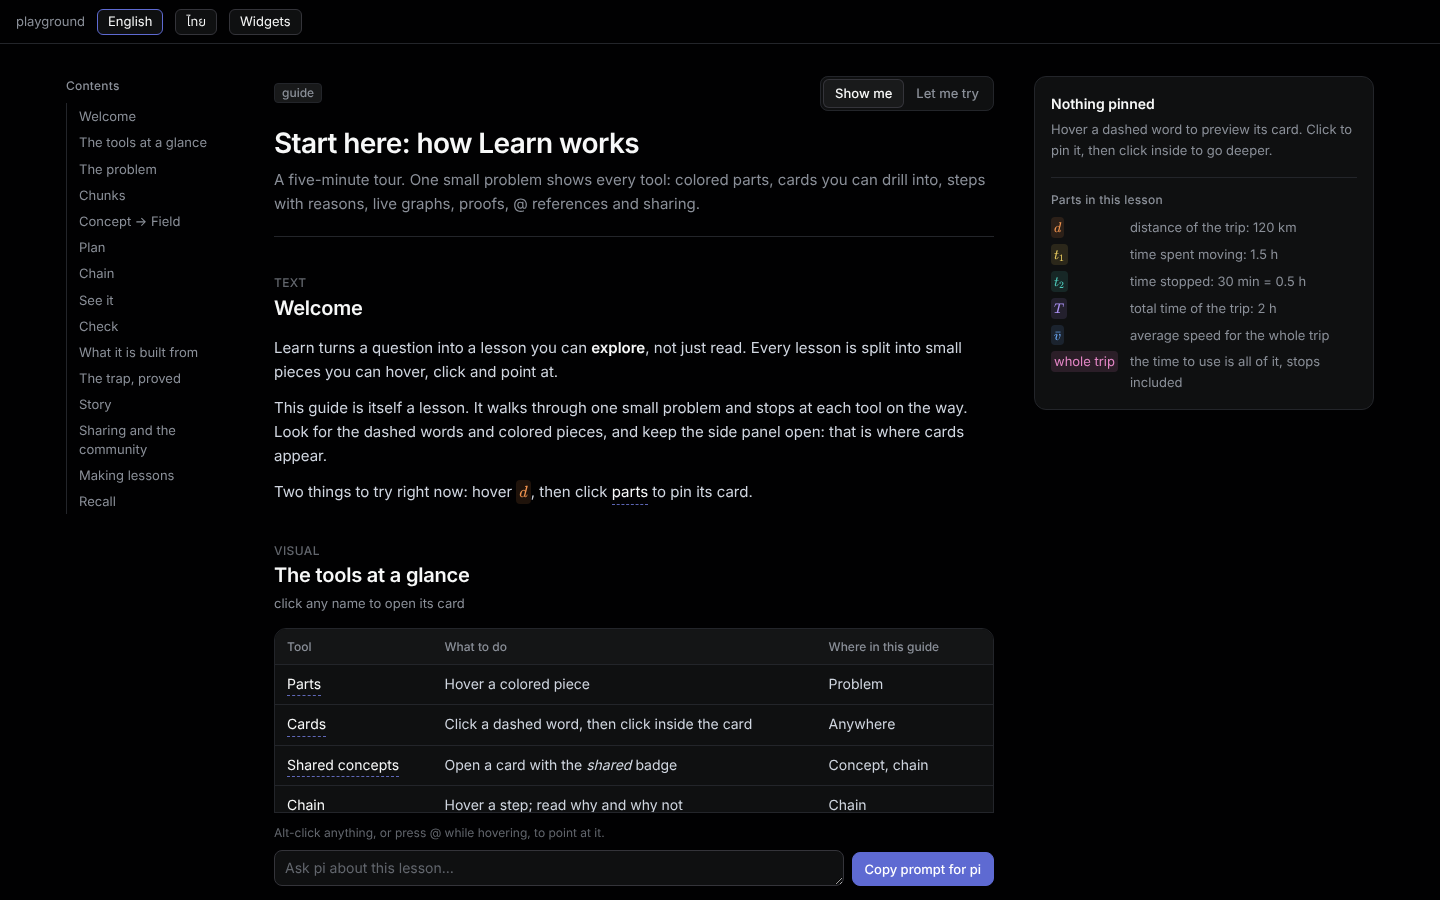 playground English ไทย Widgets
Contents
Welcome
The tools at a glance
The problem
Chunks
Concept → Field
Plan
Chain
See it
Check
What it is built from
The trap, proved
Story
Sharing and the
community
Making lessons
Recall
guide
Show me Let me try
Start here: how Learn works
A five-minute tour. One small problem shows every tool: colored parts, cards you can drill into, steps
with reasons, live graphs, proofs, @ references and sharing.
TEXT
Welcome
Learn turns a question into a lesson you can explore, not just read. Every lesson is split into small
pieces you can hover, click and point at.
This guide is itself a lesson. It walks through one small problem and stops at each tool on the way.
Look for the dashed words and colored pieces, and keep the side panel open: that is where cards
appear.
Two things to try right now: hover d, then click parts to pin its card.
VISUAL
The tools at a glance
click any name to open its card
Tool What to do Where in this guide
Parts Hover a colored piece Problem
Cards Click a dashed word, then click inside the card Anywhere
Shared concepts Open a card with the shared badge Concept, chain
Chain Hover a step; read why and why not Chain
Alt-click anything, or press @ while hovering, to point at it.
Ask pi about this lesson...
Copy prompt for pi
Nothing pinned
Hover a dashed word to preview its card. Click to
pin it, then click inside to go deeper.
Parts in this lesson
d distance of the trip: 120 km
t₁ time spent moving: 1.5 h
t₂ time stopped: 30 min = 0.5 h
T total time of the trip: 2 h
v̄ average speed for the whole trip
whole trip the time to use is all of it, stops
included